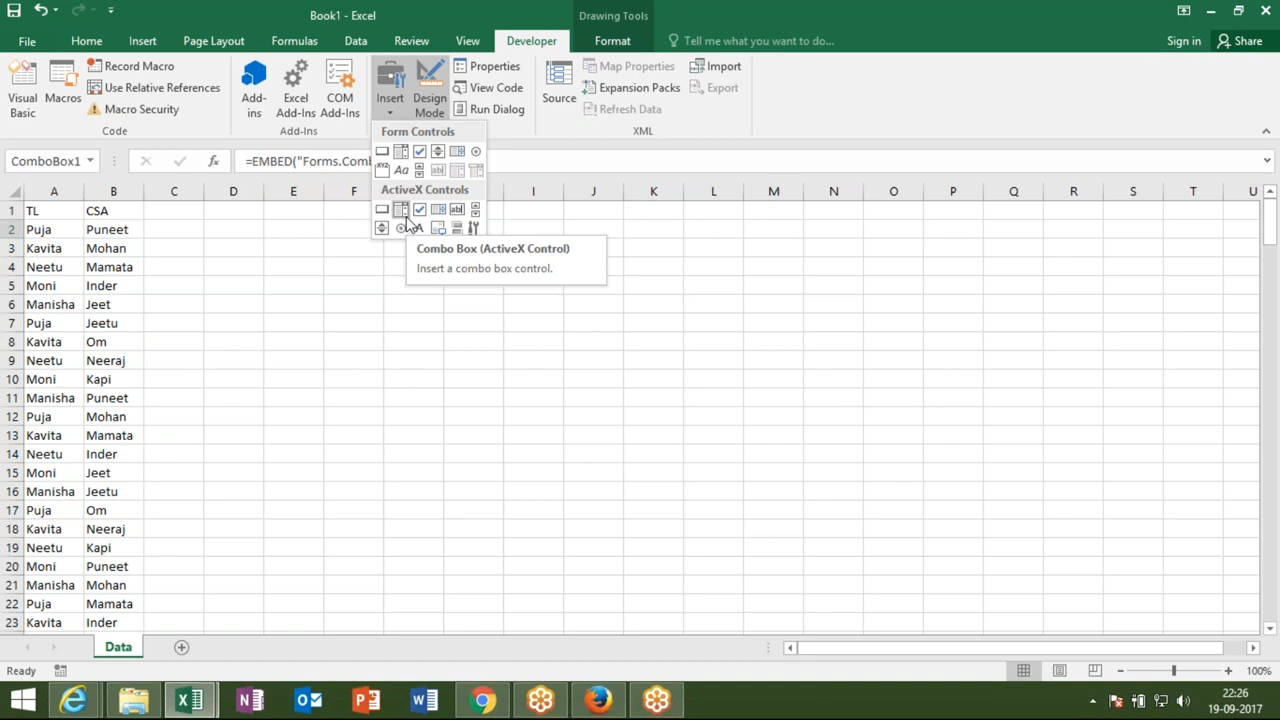 Book1 - Excel
Drawing Tools
File Home Insert Page Layout Formulas Data Review View Developer Format Tell me what you want to do... Sign in Share
Visual Basic
Macros
Record Macro
Use Relative References
Macro Security
Code
Add-ins
Excel Add-Ins
COM Add-Ins
Add-Ins
Insert
Design Mode
Properties
View Code
Run Dialog
Source
Map Properties
Expansion Packs
Refresh Data
Import
Export
XML
Form Controls
Aa
ActiveX Controls
Combo Box (ActiveX Control)
Insert a combo box control.
ComboBox1 fx =EMBED("Forms.Comb
A B C D E F I J K L M N O P Q R S T U
1 TL CSA
2 Puja Puneet
3 Kavita Mohan
4 Neetu Mamata
5 Moni Inder
6 Manisha Jeet
7 Puja Jeetu
8 Kavita Om
9 Neetu Neeraj
10 Moni Kapi
11 Manisha Puneet
12 Puja Mohan
13 Kavita Mamata
14 Neetu Inder
15 Moni Jeet
16 Manisha Jeetu
17 Puja Om
18 Kavita Neeraj
19 Neetu Kapi
20 Moni Puneet
21 Manisha Mohan
22 Puja Mamata
23 Kavita Inder
Data
Ready 100%
22:26
19-09-2017